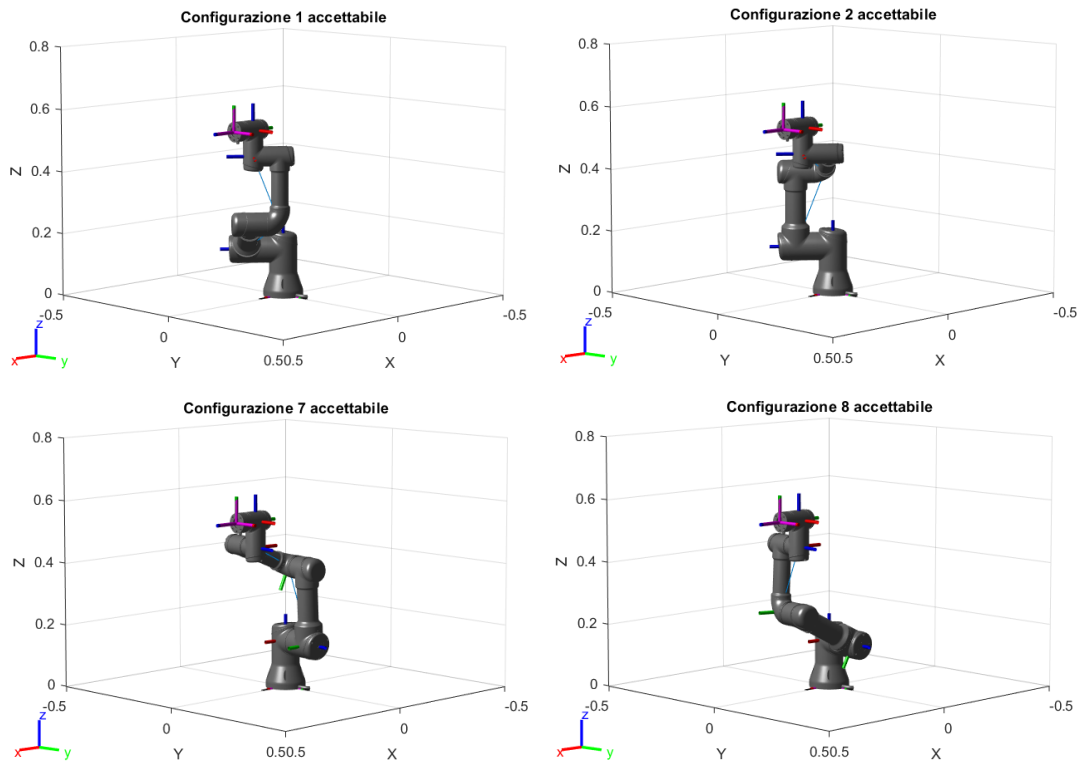 Configurazione 1 accettabile
0.8
0.6
0.4
0.2
0
Z
-0.5
0
0.50.5
0
-0.5
Y
X
z
x
y
Configurazione 2 accettabile
0.8
0.6
0.4
0.2
0
Z
-0.5
0
0.50.5
0
-0.5
Y
X
z
x
y
Configurazione 7 accettabile
0.8
0.6
0.4
0.2
0
Z
-0.5
0
0.50.5
0
-0.5
Y
X
z
x
y
Configurazione 8 accettabile
0.8
0.6
0.4
0.2
0
Z
-0.5
0
0.50.5
0
-0.5
Y
X
z
x
y